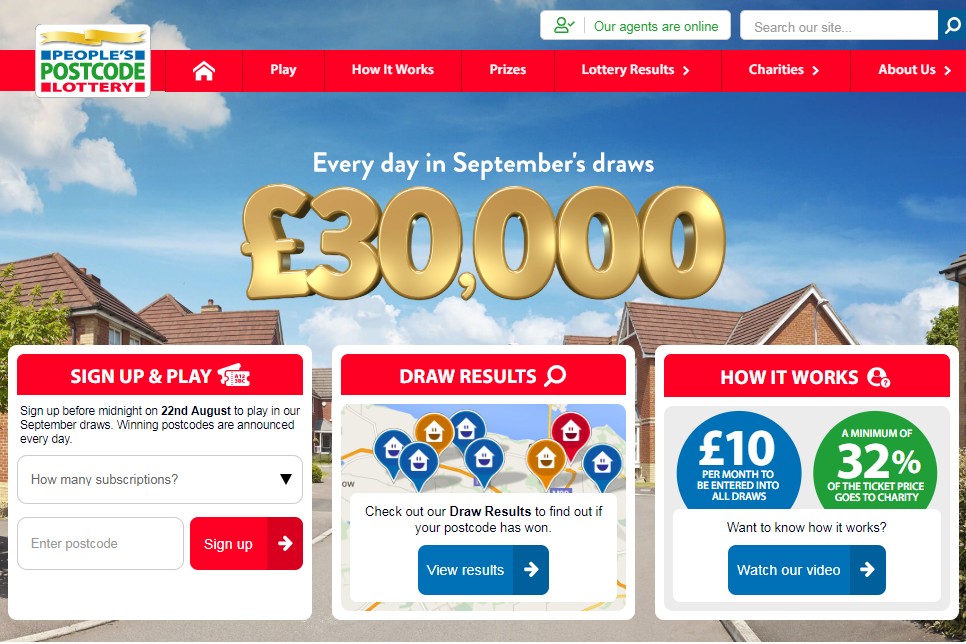 Our agents are online
Search our site...
PEOPLE'S
POSTCODE
LOTTERY
Play
How It Works
Prizes
Lottery Results
Charities
About Us
Every day in September's draws
£30,000
SIGN UP & PLAY
Sign up before midnight on 22nd August to play in our
September draws. Winning postcodes are announced
every day.
How many subscriptions?
Enter postcode
Sign up
DRAW RESULTS
Check out our Draw Results to find out if
your postcode has won.
View results
HOW IT WORKS
£10
PER MONTH TO
BE ENTERED INTO
ALL DRAWS
A MINIMUM OF
32%
OF THE TICKET PRICE
GOES TO CHARITY
Want to know how it works?
Watch our video